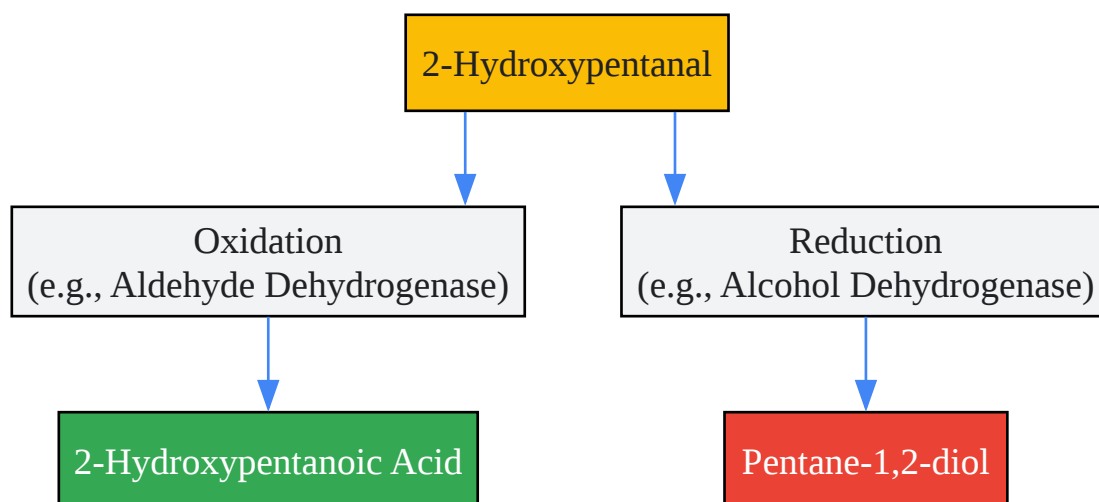 2-Hydroxypentanal
Oxidation
(e.g., Aldehyde Dehydrogenase)
Reduction
(e.g., Alcohol Dehydrogenase)
2-Hydroxypentanoic Acid
Pentane-1,2-diol